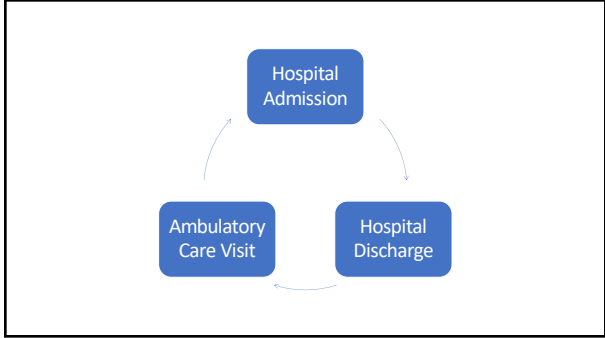 Hospital
Admission
Ambulatory
Care Visit
Hospital
Discharge